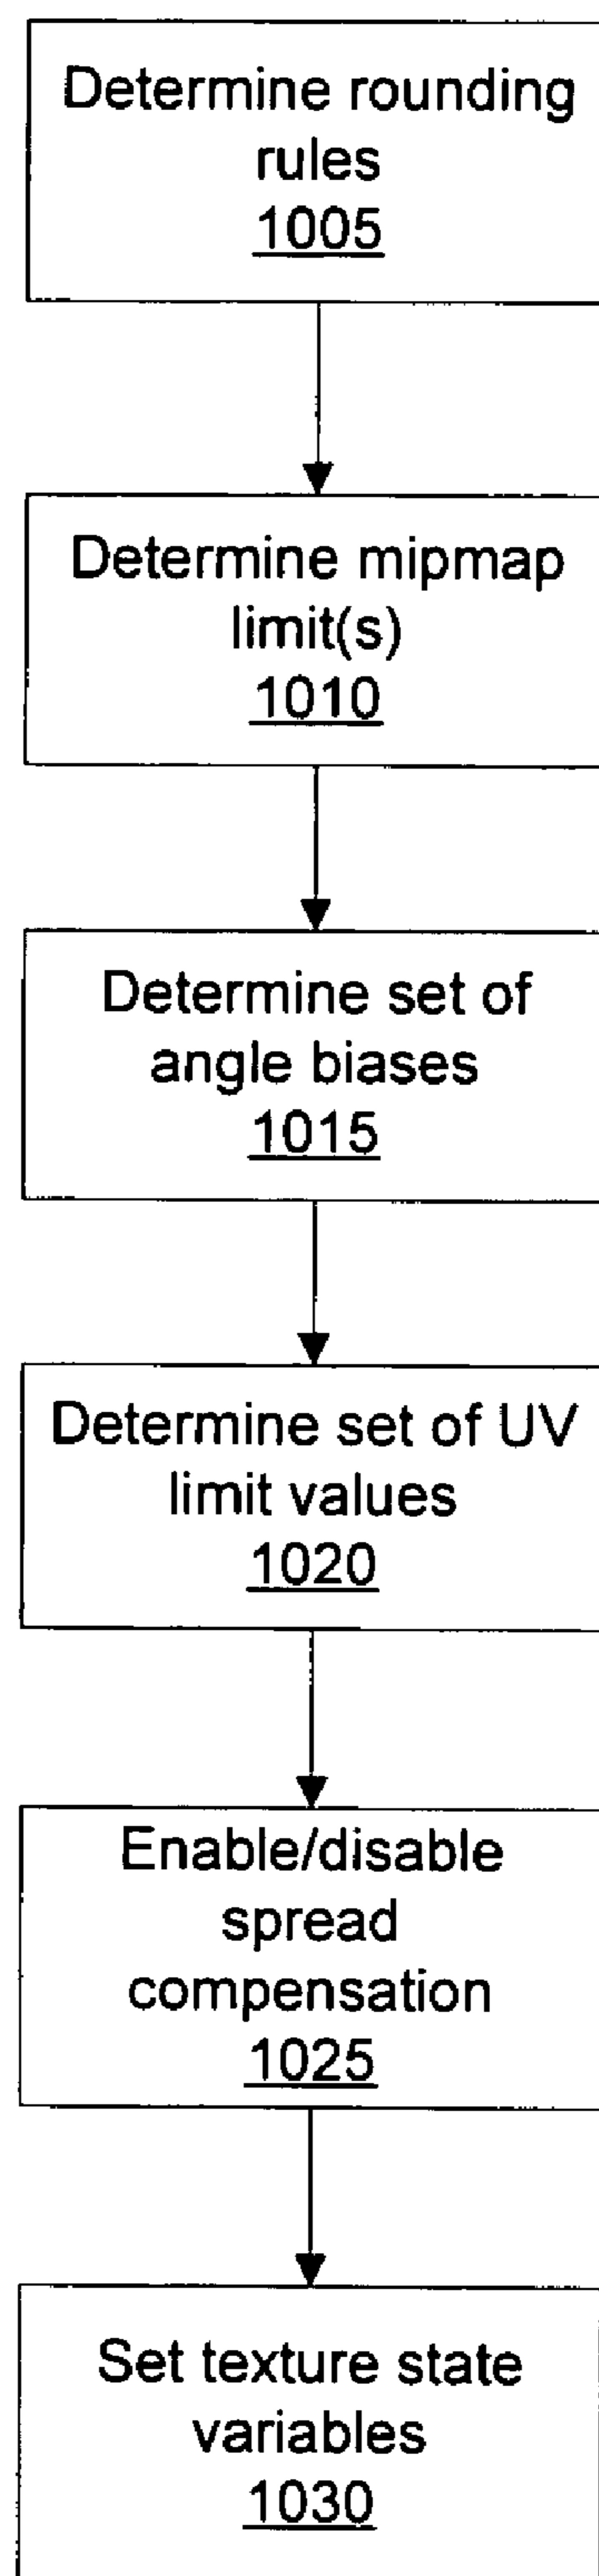 Determine rounding
rules
1005
Determine mipmap
limit(s)
1010
Determine set of
angle biases
1015
Determine set of UV
limit values
1020
Enable/disable
spread
compensation
1025
Set texture state
variables
1030